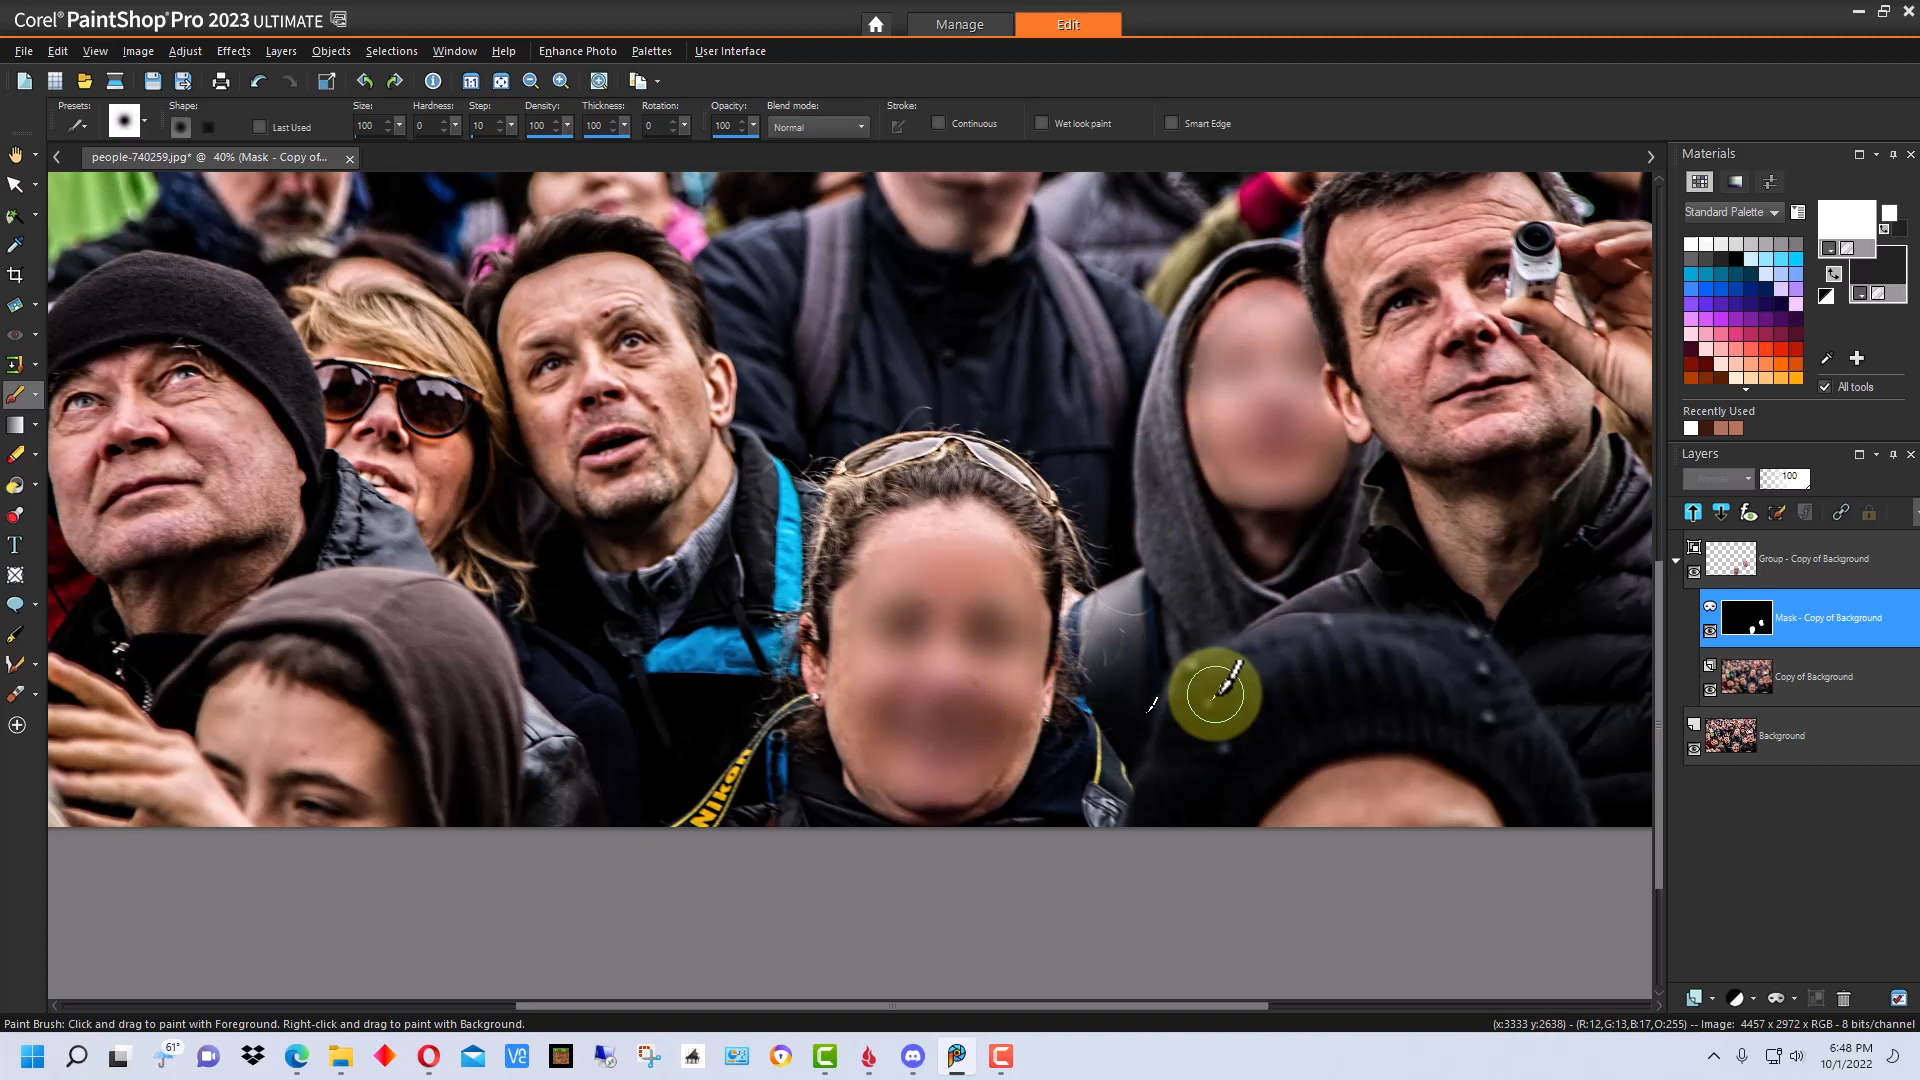 Corel® PaintShop® Pro 2023 ULTIMATE
Manage
Edit
File Edit View Image Adjust Effects Layers Objects Selections Window Help Enhance Photo Palettes User Interface
Presets: Shape: Size: Hardness: Step: Density: Thickness: Rotation: Opacity: Blend mode: Stroke:
Last Used 100 0 10 100 100 0 100 Normal Continuous Wet look paint Smart Edge
people-740259.jpg* @ 40% (Mask - Copy of...
Materials
Standard Palette
All tools
Recently Used
Layers
100
Group - Copy of Background
Mask - Copy of Background
Copy of Background
Background
Nikon
Paint Brush: Click and drag to paint with Foreground. Right-click and drag to paint with Background.
(x:3333 y:2638) - (R:12,G:13,B:17,O:255) -- Image: 4457 x 2972 x RGB - 8 bits/channel
61°
6:48 PM
10/1/2022